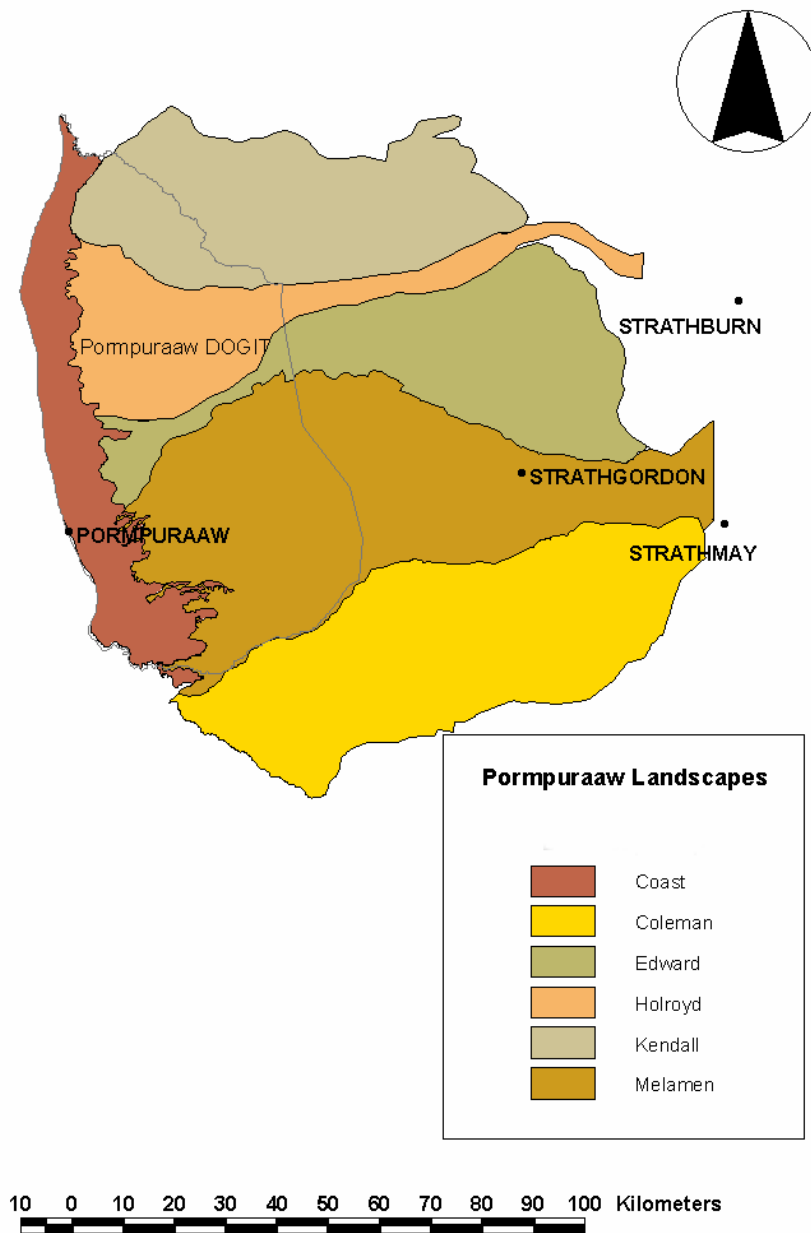 STRATHBURN
Pormpuraaw DOGIT
STRATHGORDON
PORMPURAAW
STRATHMAY
Pormpuraaw Landscapes
Coast
Coleman
Edward
Holroyd
Kendall
Melamen
10 0 10 20 30 40 50 60 70 80 90 100 Kilometers